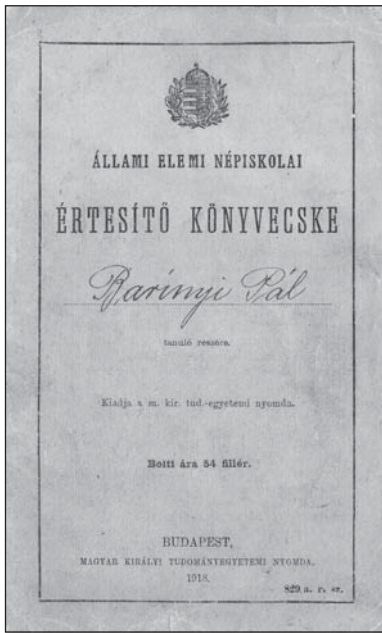 ÁLLAMI ELEMI NÉPISKOLAI
ÉRTESÍTŐ KÖNYVECSKE
Barínyi Pál
tanuló részére.
Kiadja a m. kir. tud.-egyetemi nyomda.
Bolti ára 54 fillér.
BUDAPEST,
MAGYAR KIRÁLYI TUDOMÁNYEGYETEMI NYOMDA.
1918.
829 a. r. sz.